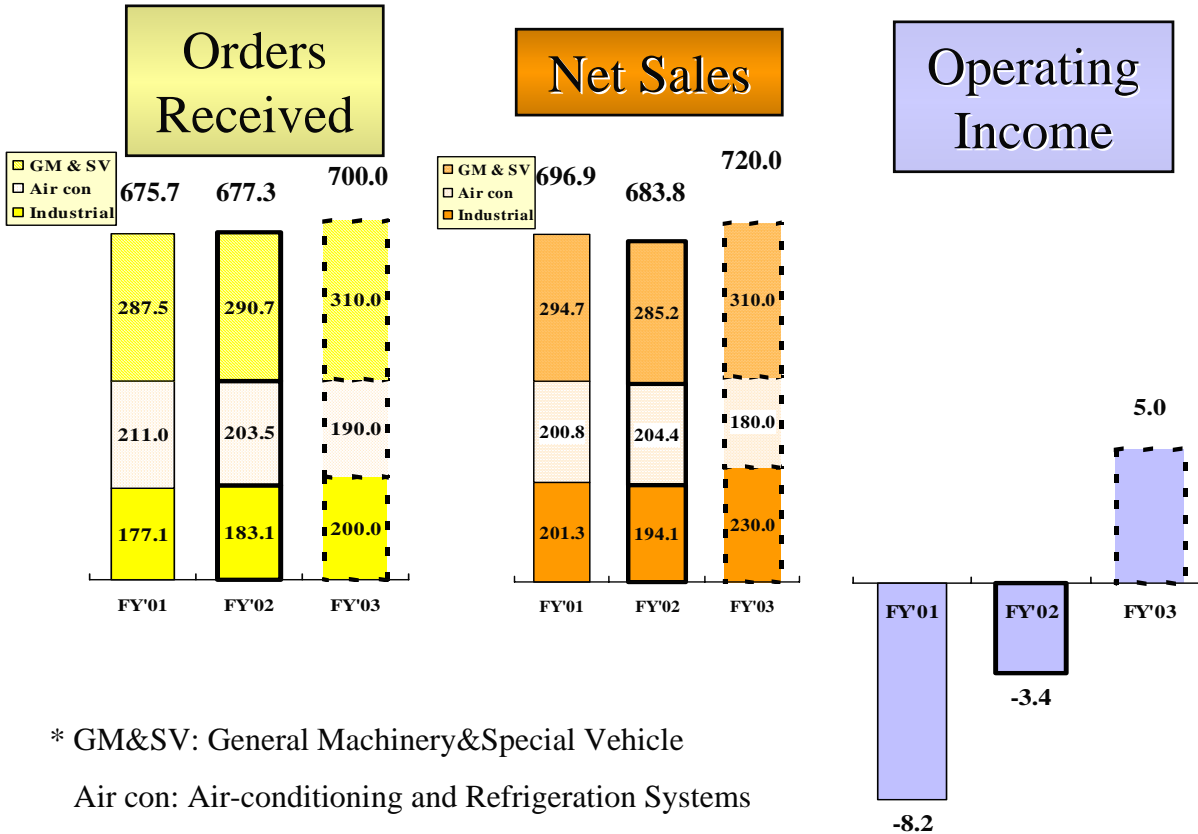 Orders
Received
GM & SV
Air con
Industrial
675.7
677.3
700.0
287.5
290.7
310.0
211.0
203.5
190.0
177.1
183.1
200.0
FY'01
FY'02
FY'03
Net Sales
GM & SV
Air con
Industrial
696.9
683.8
720.0
294.7
285.2
310.0
200.8
204.4
180.0
201.3
194.1
230.0
FY'01
FY'02
FY'03
Operating
Income
5.0
FY'01
FY'02
FY'03
-3.4
-8.2
* GM&SV: General Machinery&Special Vehicle
Air con: Air-conditioning and Refrigeration Systems